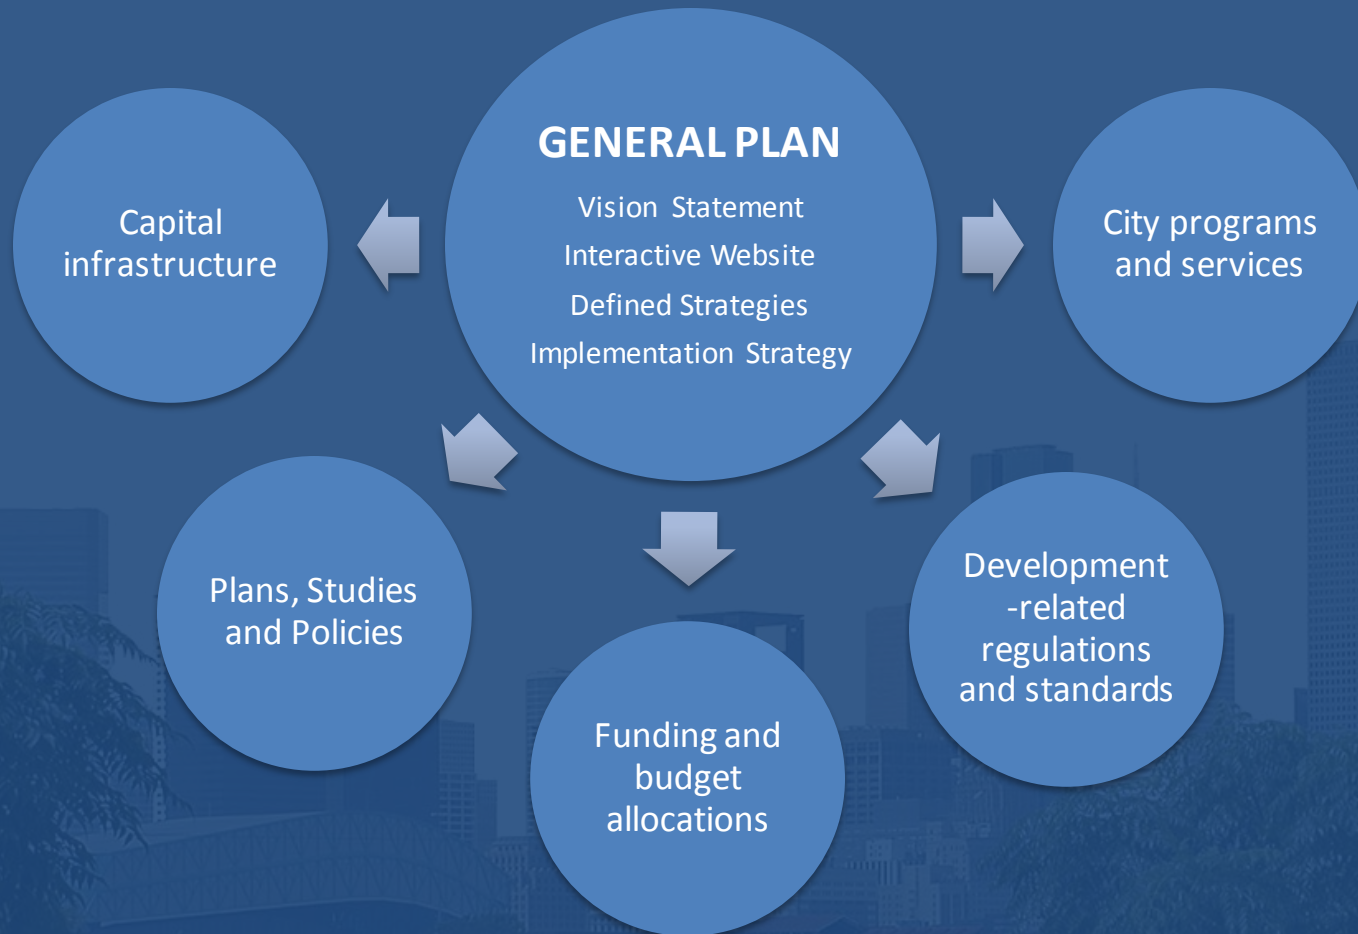 GENERAL PLAN
Vision Statement
Interactive Website
Defined Strategies
Implementation Strategy
Capital
infrastructure
City programs
and services
Plans, Studies
and Policies
Development
-related
regulations
and standards
Funding and
budget
allocations